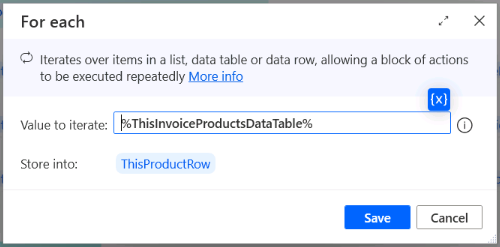 For each
Iterates over items in a list, data table or data row, allowing a block of actions
to be executed repeatedly More info
{x}
Value to iterate: %ThisInvoiceProductsDataTable%
Store into: ThisProductRow
Save Cancel